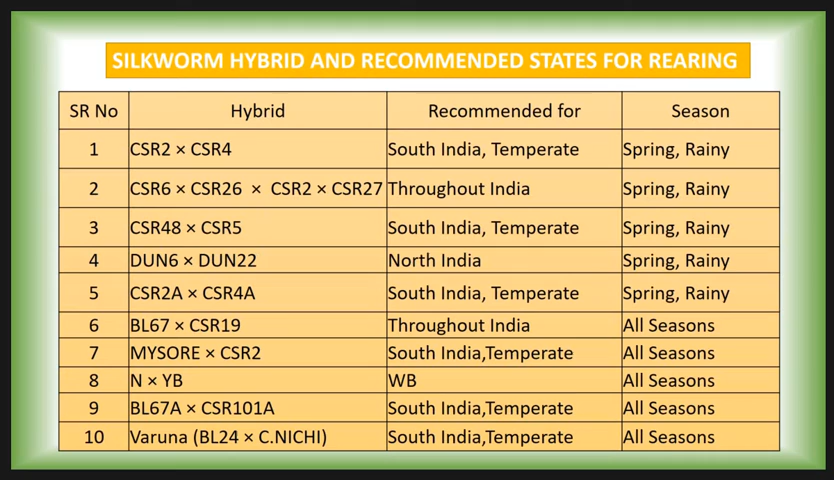 SILKWORM HYBRID AND RECOMMENDED STATES FOR REARING
SR No Hybrid Recommended for Season
1 CSR2 × CSR4 South India, Temperate Spring, Rainy
2 CSR6 × CSR26 × CSR2 × CSR27 Throughout India Spring, Rainy
3 CSR48 × CSR5 South India, Temperate Spring, Rainy
4 DUN6 × DUN22 North India Spring, Rainy
5 CSR2A × CSR4A South India, Temperate Spring, Rainy
6 BL67 × CSR19 Throughout India All Seasons
7 MYSORE × CSR2 South India,Temperate All Seasons
8 N × YB WB All Seasons
9 BL67A × CSR101A South India,Temperate All Seasons
10 Varuna (BL24 × C.NICHI) South India,Temperate All Seasons